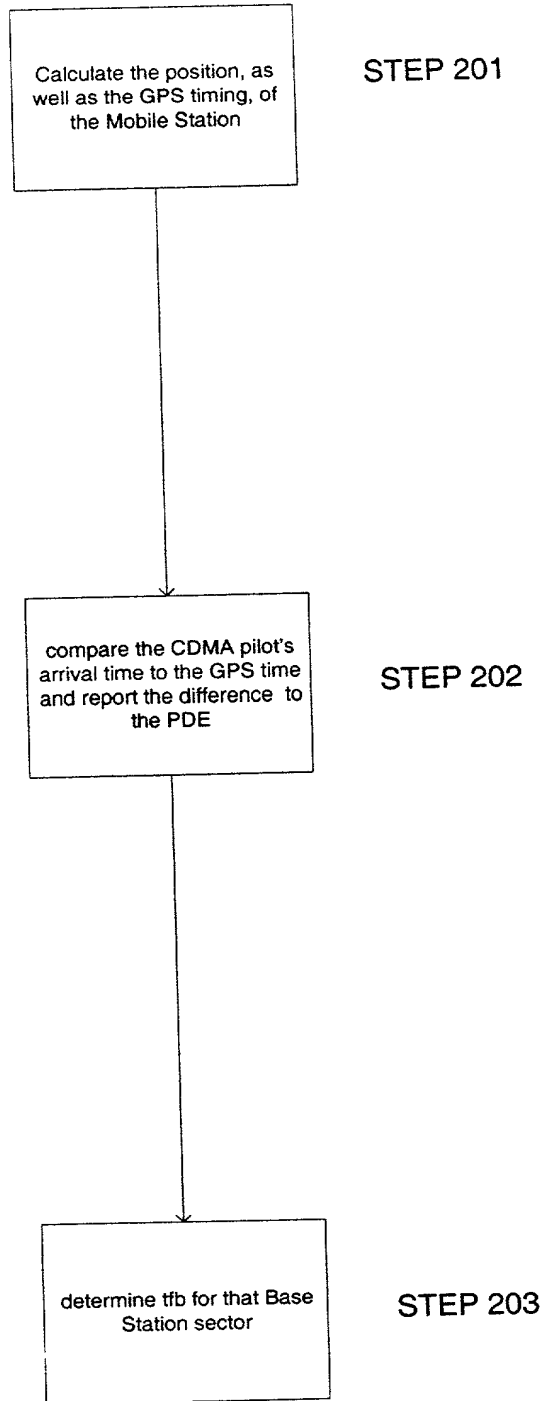 Calculate the position, as
well as the GPS timing, of
the Mobile Station
STEP 201
compare the CDMA pilot's
arrival time to the GPS time
and report the difference to
the PDE
STEP 202
determine tfb for that Base
Station sector
STEP 203